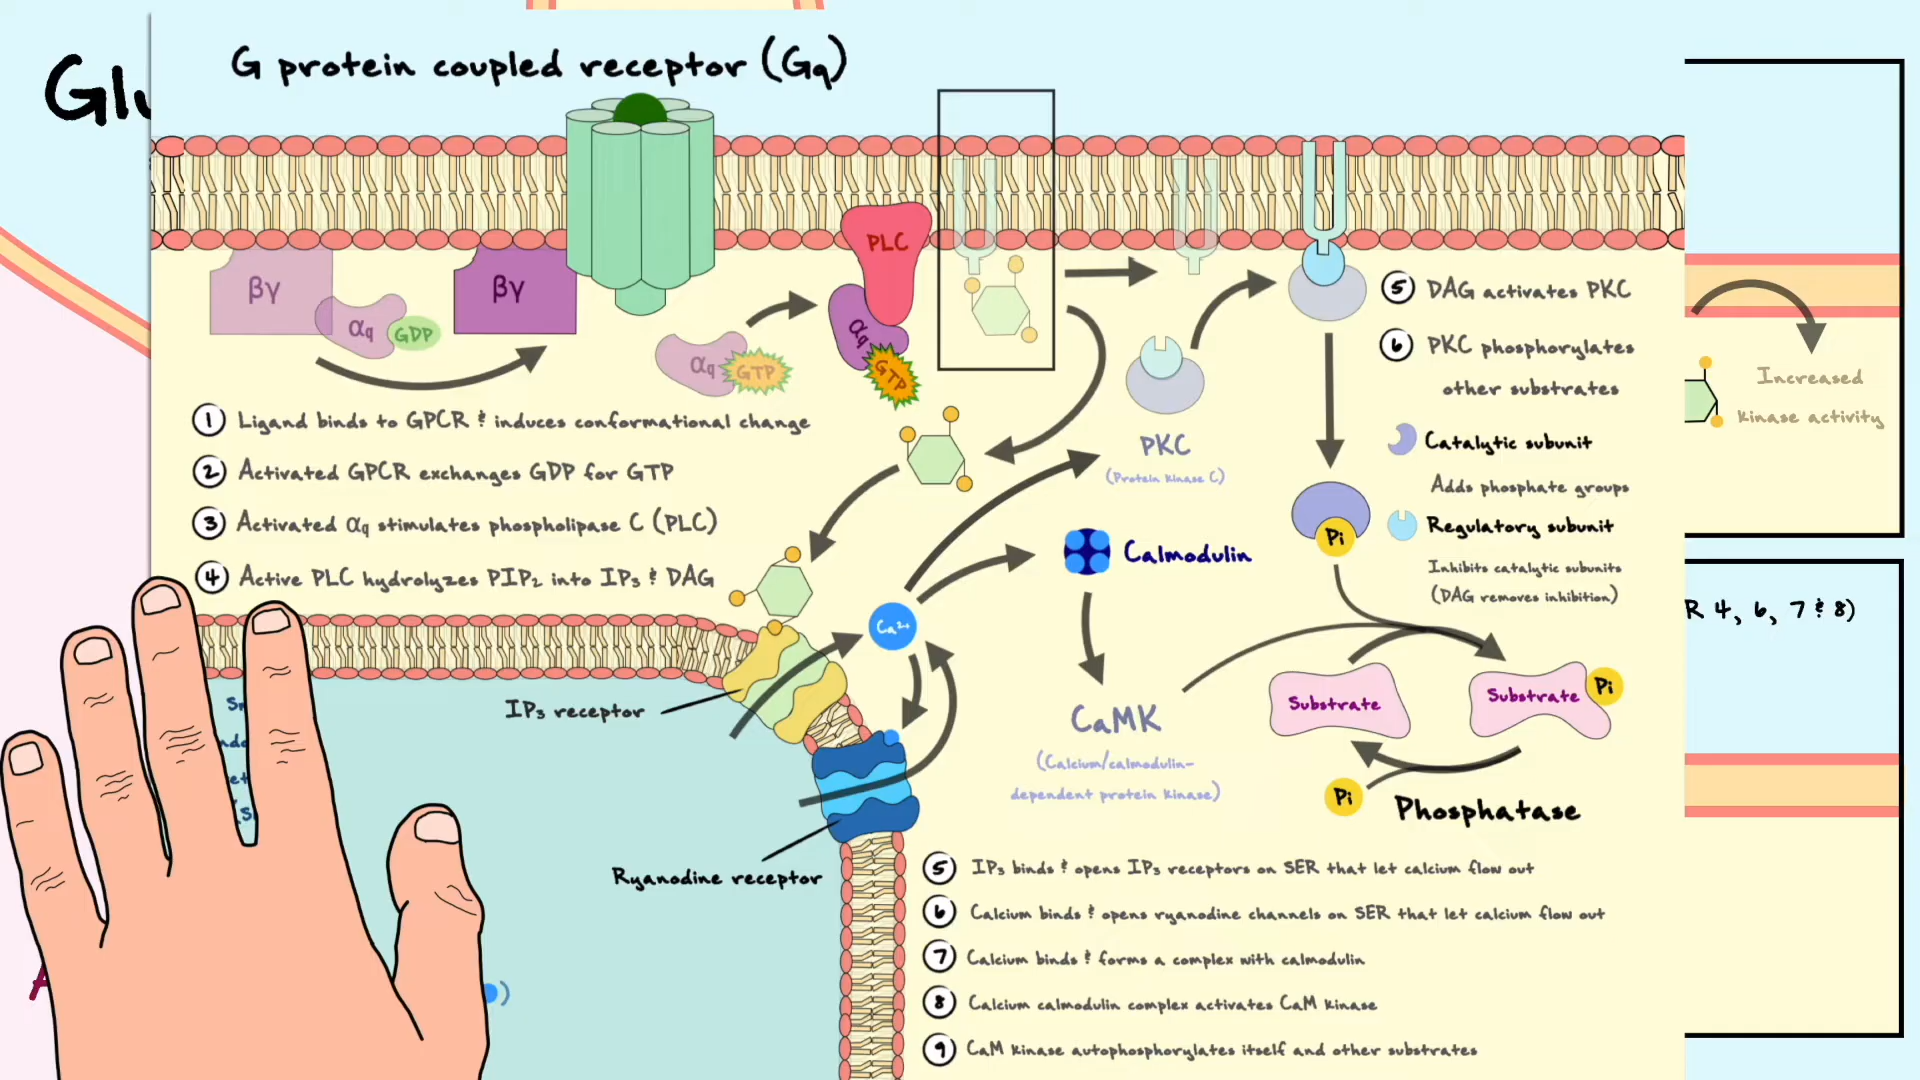 G protein coupled receptor (Gq)
PLC
βγ
αq
GDP
βγ
αq
GTP
αq
GTP
5 DAG activates PKC
6 PKC phosphorylates
other substrates
Increased
kinase activity
1 Ligand binds to GPCR & induces conformational change
2 Activated GPCR exchanges GDP for GTP
3 Activated αq stimulates phospholipase C (PLC)
4 Active PLC hydrolyzes PIP₂ into IP₃ & DAG
PKC
(Protein Kinase C)
Catalytic subunit
Adds phosphate groups
Regulatory subunit
Inhibits catalytic subunits
(DAG removes inhibition)
Pi
Calmodulin
Ca²⁺
R 4, 6, 7 & 8)
IP₃ receptor
CaMK
(Calcium/calmodulin-
dependent protein kinase)
Substrate
Substrate
Pi
Pi
Phosphatase
Ryanodine receptor
5 IP₃ binds & opens IP₃ receptors on SER that let calcium flow out
6 Calcium binds & opens ryanodine channels on SER that let calcium flow out
7 Calcium binds & forms a complex with calmodulin
8 Calcium calmodulin complex activates CaM kinase
9 CaM kinase autophosphorylates itself and other substrates